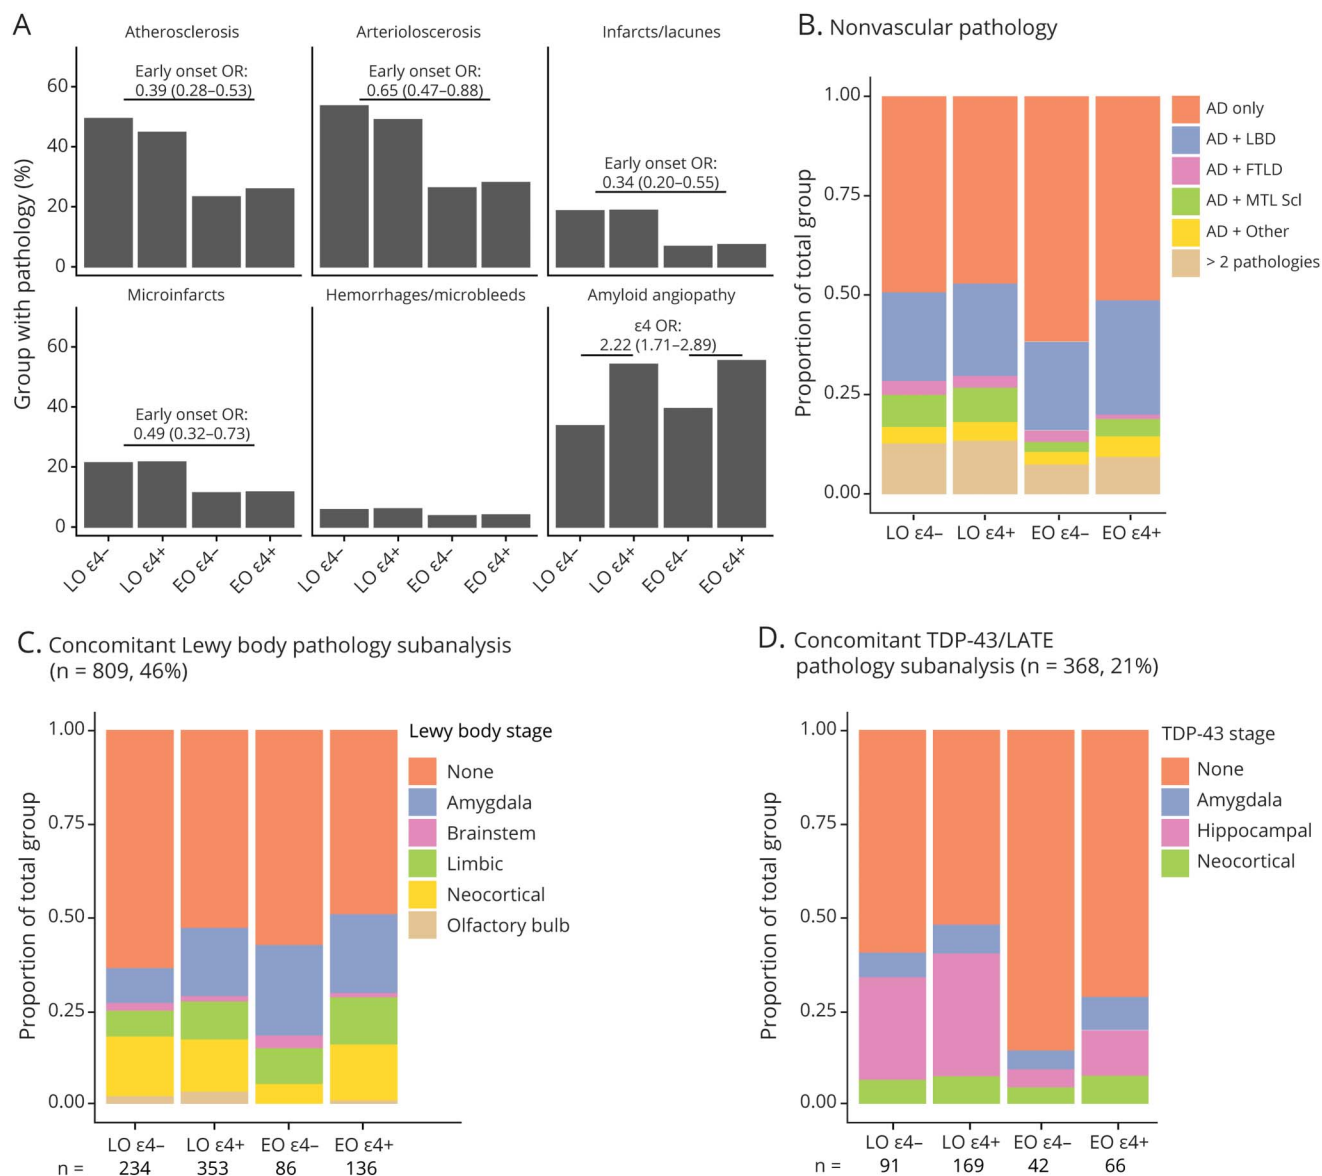 A
Atherosclerosis
Arterioloscerosis
Infarcts/lacunes
Group with pathology (%)
60
40
20
0
Early onset OR:
0.39 (0.28–0.53)
Early onset OR:
0.65 (0.47–0.88)
Early onset OR:
0.34 (0.20–0.55)
Microinfarcts
Hemorrhages/microbleeds
Amyloid angiopathy
60
40
20
0
Early onset OR:
0.49 (0.32–0.73)
ε4 OR:
2.22 (1.71–2.89)
LO ε4–
LO ε4+
EO ε4–
EO ε4+
LO ε4–
LO ε4+
EO ε4–
EO ε4+
LO ε4–
LO ε4+
EO ε4–
EO ε4+
B. Nonvascular pathology
Proportion of total group
1.00
0.75
0.50
0.25
0.00
LO ε4–
LO ε4+
EO ε4–
EO ε4+
AD only
AD + LBD
AD + FTLD
AD + MTL Scl
AD + Other
> 2 pathologies
C. Concomitant Lewy body pathology subanalysis
(n = 809, 46%)
Proportion of total group
1.00
0.75
0.50
0.25
0.00
LO ε4–
LO ε4+
EO ε4–
EO ε4+
n =
234
353
86
136
Lewy body stage
None
Amygdala
Brainstem
Limbic
Neocortical
Olfactory bulb
D. Concomitant TDP-43/LATE
pathology subanalysis (n = 368, 21%)
Proportion of total group
1.00
0.75
0.50
0.25
0.00
LO ε4–
LO ε4+
EO ε4–
EO ε4+
n =
91
169
42
66
TDP-43 stage
None
Amygdala
Hippocampal
Neocortical